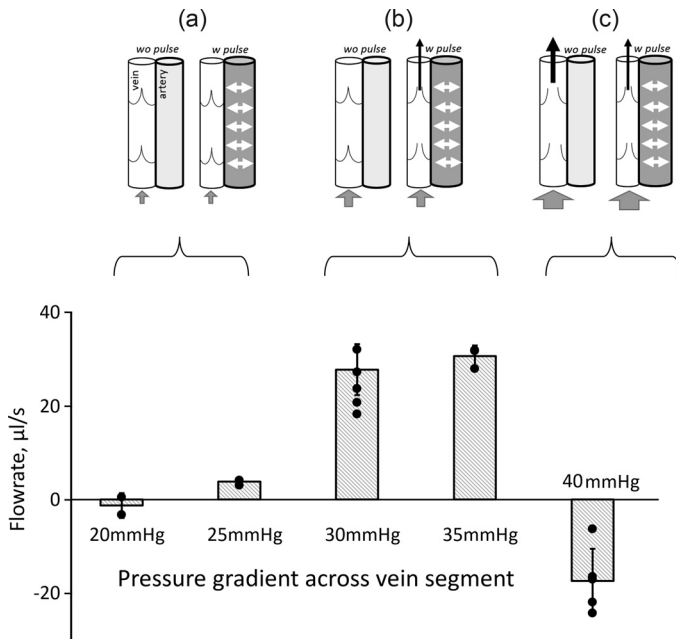 (a)
(b)
(c)
wo pulse
w pulse
wo pulse
w pulse
wo pulse
w pulse
vein
artery
40
20
0
-20
Flowrate, µl/s
40mmHg
20mmHg
25mmHg
30mmHg
35mmHg
Pressure gradient across vein segment